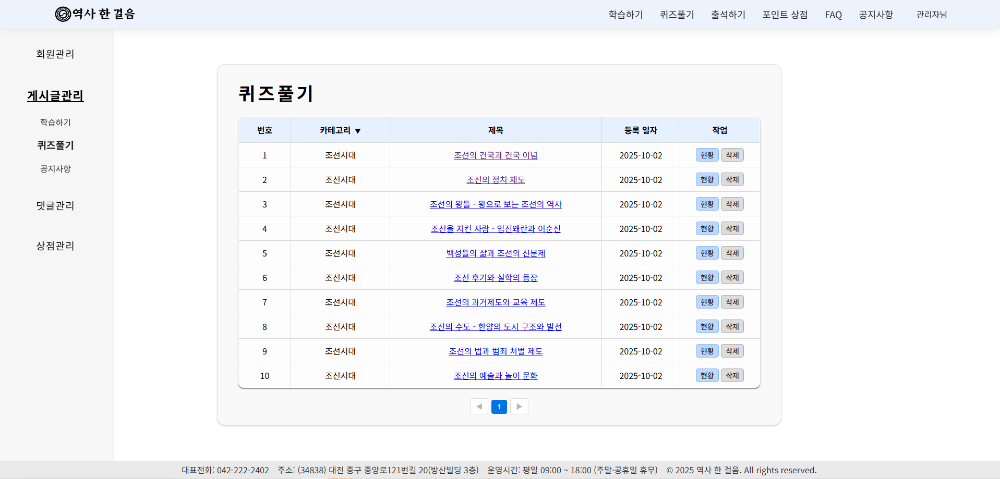 역사 한 걸음
학습하기 퀴즈풀기 출석하기 포인트 상점 FAQ 공지사항 관리자님
회원관리
게시글관리
학습하기
퀴즈풀기
공지사항
댓글관리
상점관리
퀴즈풀기
번호 카테고리 ▼ 제목 등록 일자 작업
1 조선시대 조선의 건국과 건국 이념 2025-10-02 현황 삭제
2 조선시대 조선의 정치 제도 2025-10-02 현황 삭제
3 조선시대 조선의 왕들 - 왕으로 보는 조선의 역사 2025-10-02 현황 삭제
4 조선시대 조선을 지킨 사람 - 임진왜란과 이순신 2025-10-02 현황 삭제
5 조선시대 백성들의 삶과 조선의 신분제 2025-10-02 현황 삭제
6 조선시대 조선 후기와 실학의 등장 2025-10-02 현황 삭제
7 조선시대 조선의 과거제도와 교육 제도 2025-10-02 현황 삭제
8 조선시대 조선의 수도 - 한양의 도시 구조와 발전 2025-10-02 현황 삭제
9 조선시대 조선의 법과 범죄 처벌 제도 2025-10-02 현황 삭제
10 조선시대 조선의 예술과 놀이 문화 2025-10-02 현황 삭제
◀ 1 ▶
대표전화: 042-222-2402 주소: (34838) 대전 중구 중앙로121번길 20(방산빌딩 3층) 운영시간: 평일 09:00 ~ 18:00 (주말·공휴일 휴무) © 2025 역사 한 걸음. All rights reserved.